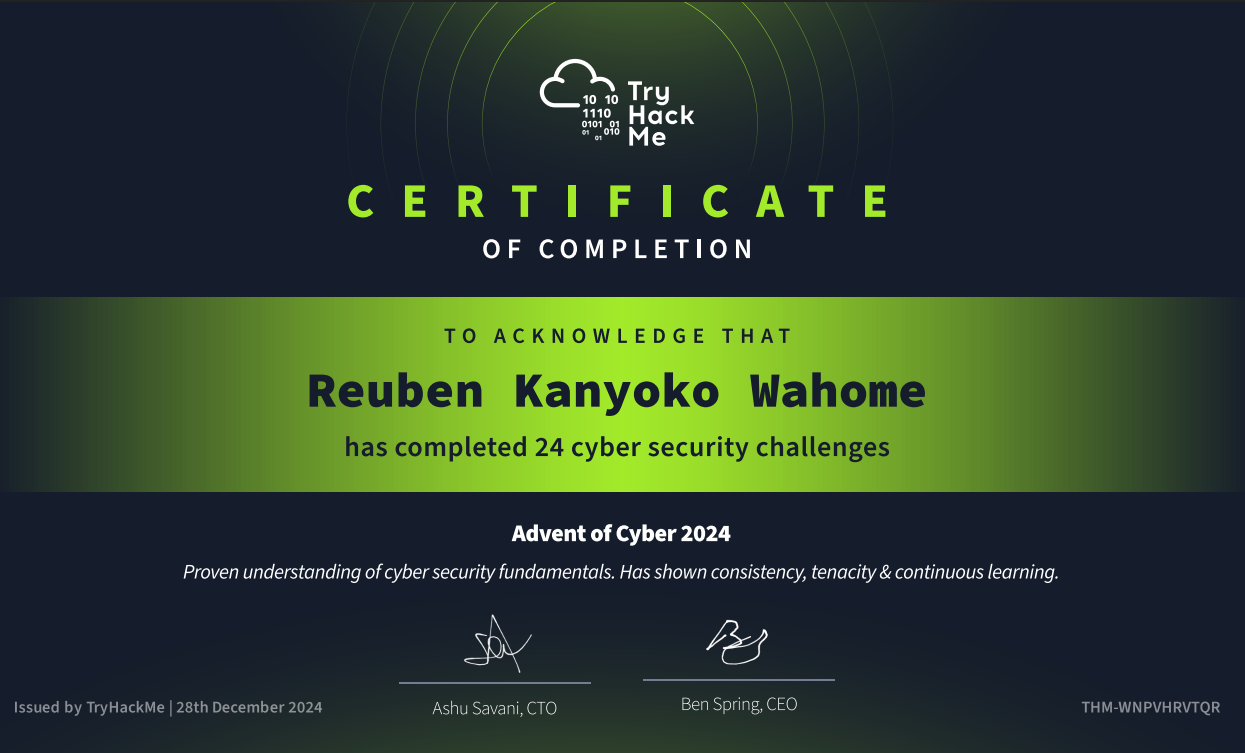 10 10
1110
0101 01
01 010
01
Try
Hack
Me
CERTIFICATE
OF COMPLETION
TO ACKNOWLEDGE THAT
Reuben Kanyoko Wahome
has completed 24 cyber security challenges
Advent of Cyber 2024
Proven understanding of cyber security fundamentals. Has shown consistency, tenacity & continuous learning.
Ashu Savani, CTO
Ben Spring, CEO
Issued by TryHackMe | 28th December 2024
THM-WNPVHRVTQR